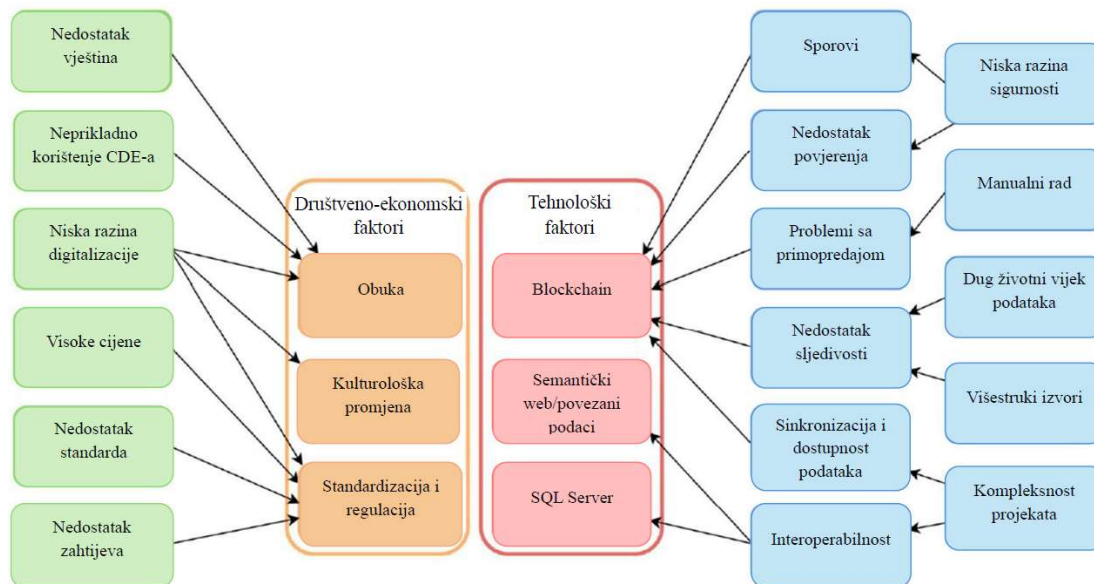 Nedostatak
vještina
Neprikladno
korištenje CDE-a
Niska razina
digitalizacije
Visoke cijene
Nedostatak
standarda
Nedostatak
zahtijeva
Društveno-ekonomski
faktori
Obuka
Kulturološka
promjena
Standardizacija i
regulacija
Tehnološki
faktori
Blockchain
Semantički
web/povezani
podaci
SQL Server
Sporovi
Nedostatak
povjerenja
Problemi sa
primopredajom
Nedostatak
sljedivosti
Sinkronizacija i
dostupnost
podataka
Interoperabilnost
Niska razina
sigurnosti
Manualni rad
Dug životni vijek
podataka
Višestruki izvori
Kompleksnost
projekata